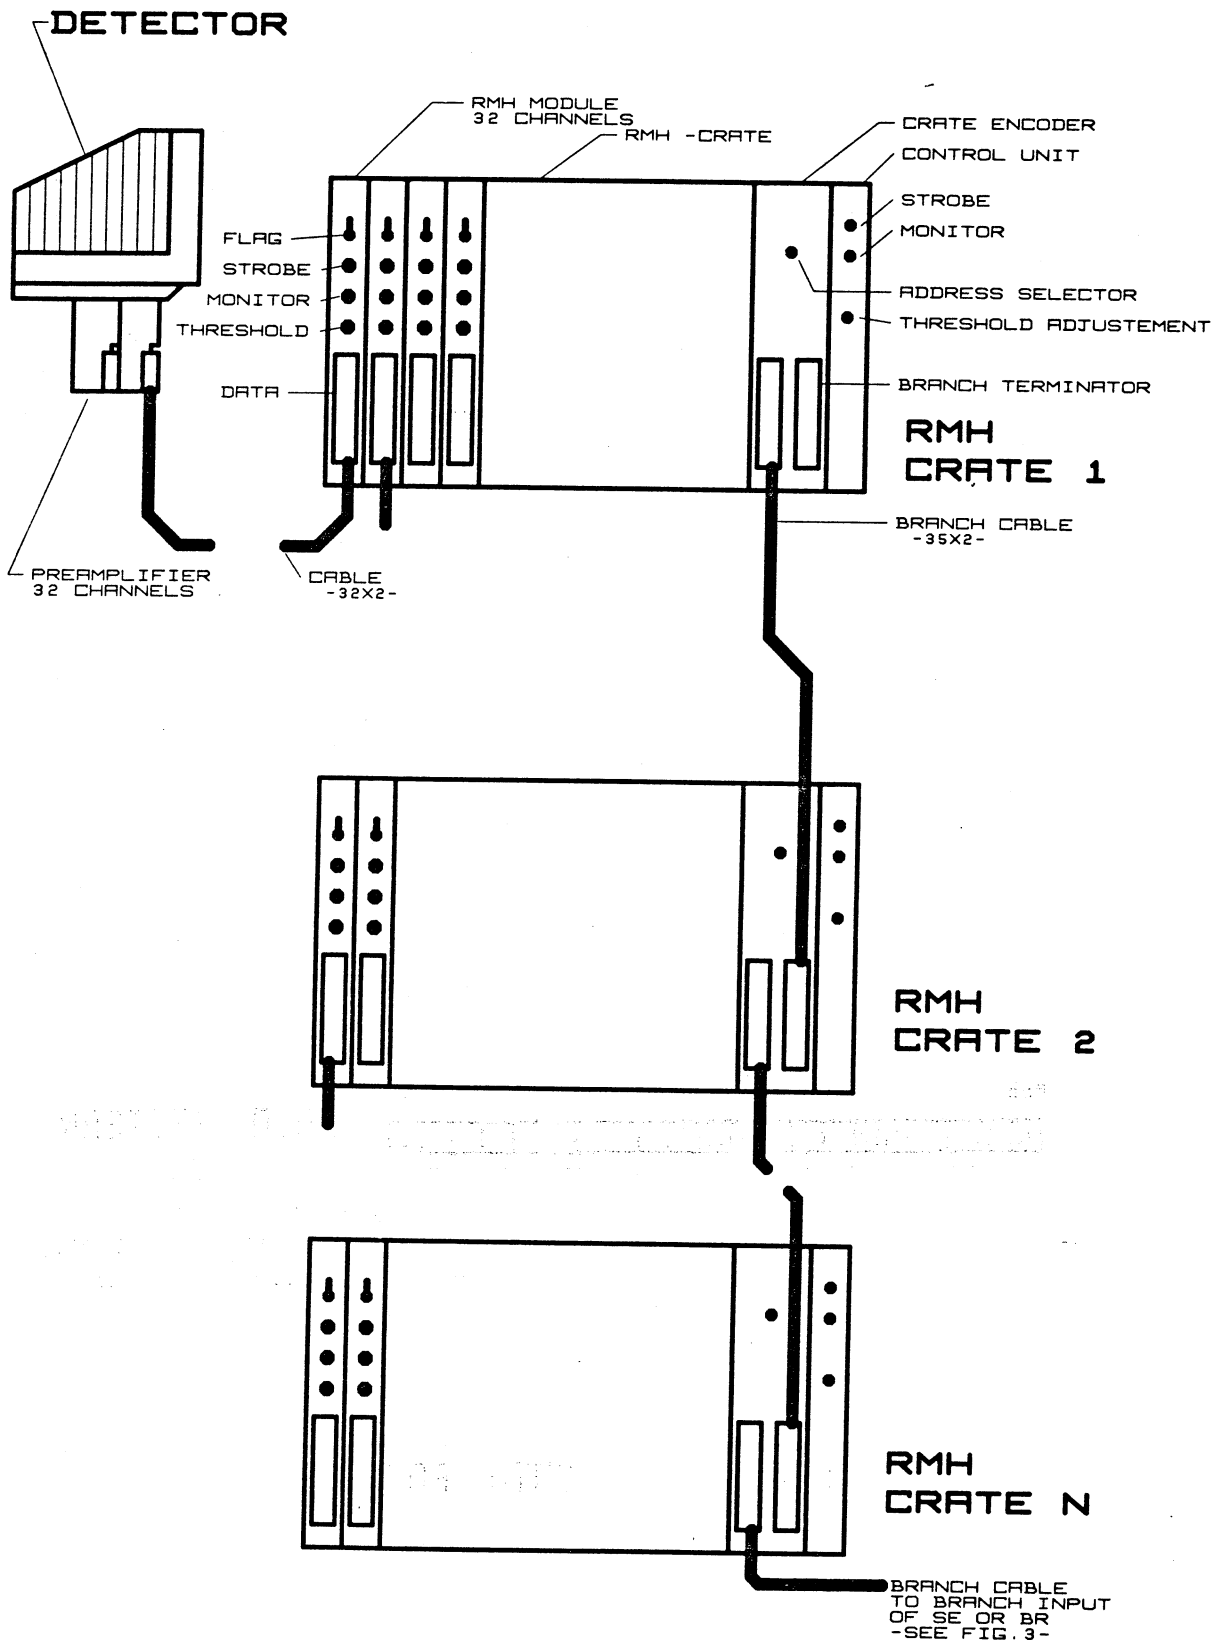 DETECTOR
RMH MODULE
32 CHANNELS
RMH -CRATE
CRATE ENCODER
CONTROL UNIT
STROBE
MONITOR
ADDRESS SELECTOR
THRESHOLD ADJUSTEMENT
FLAG
STROBE
MONITOR
THRESHOLD
DATA
BRANCH TERMINATOR
RMH
CRATE 1
BRANCH CABLE
-35X2-
PREAMPLIFIER
32 CHANNELS
CABLE
-32X2-
RMH
CRATE 2
RMH
CRATE N
BRANCH CABLE
TO BRANCH INPUT
OF SE OR BR
-SEE FIG.3-